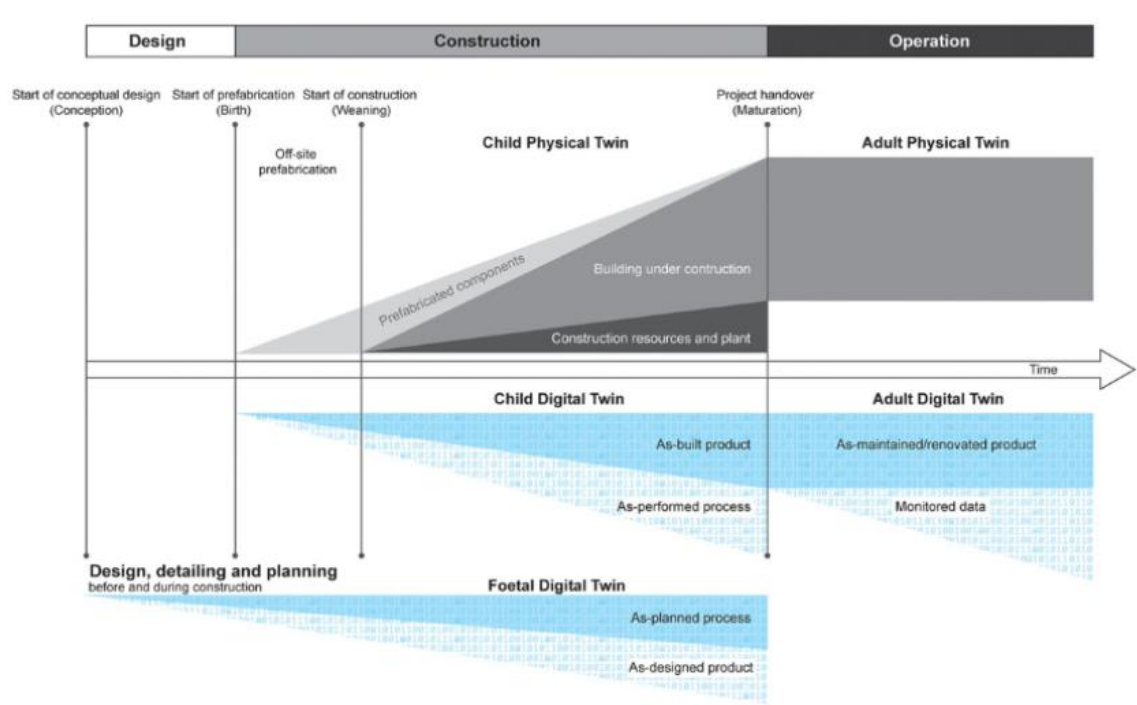 Design
Construction
Operation
Start of conceptual design
(Conception)
Start of prefabrication
(Birth)
Start of construction
(Weaning)
Project handover
(Maturation)
Off-site
prefabrication
Child Physical Twin
Adult Physical Twin
Prefabricated components
Building under contruction
Construction resources and plant
Time
Child Digital Twin
Adult Digital Twin
As-built product
As-maintained/renovated product
As-performed process
Monitored data
Design, detailing and planning
before and during construction
Foetal Digital Twin
As-planned process
As-designed product